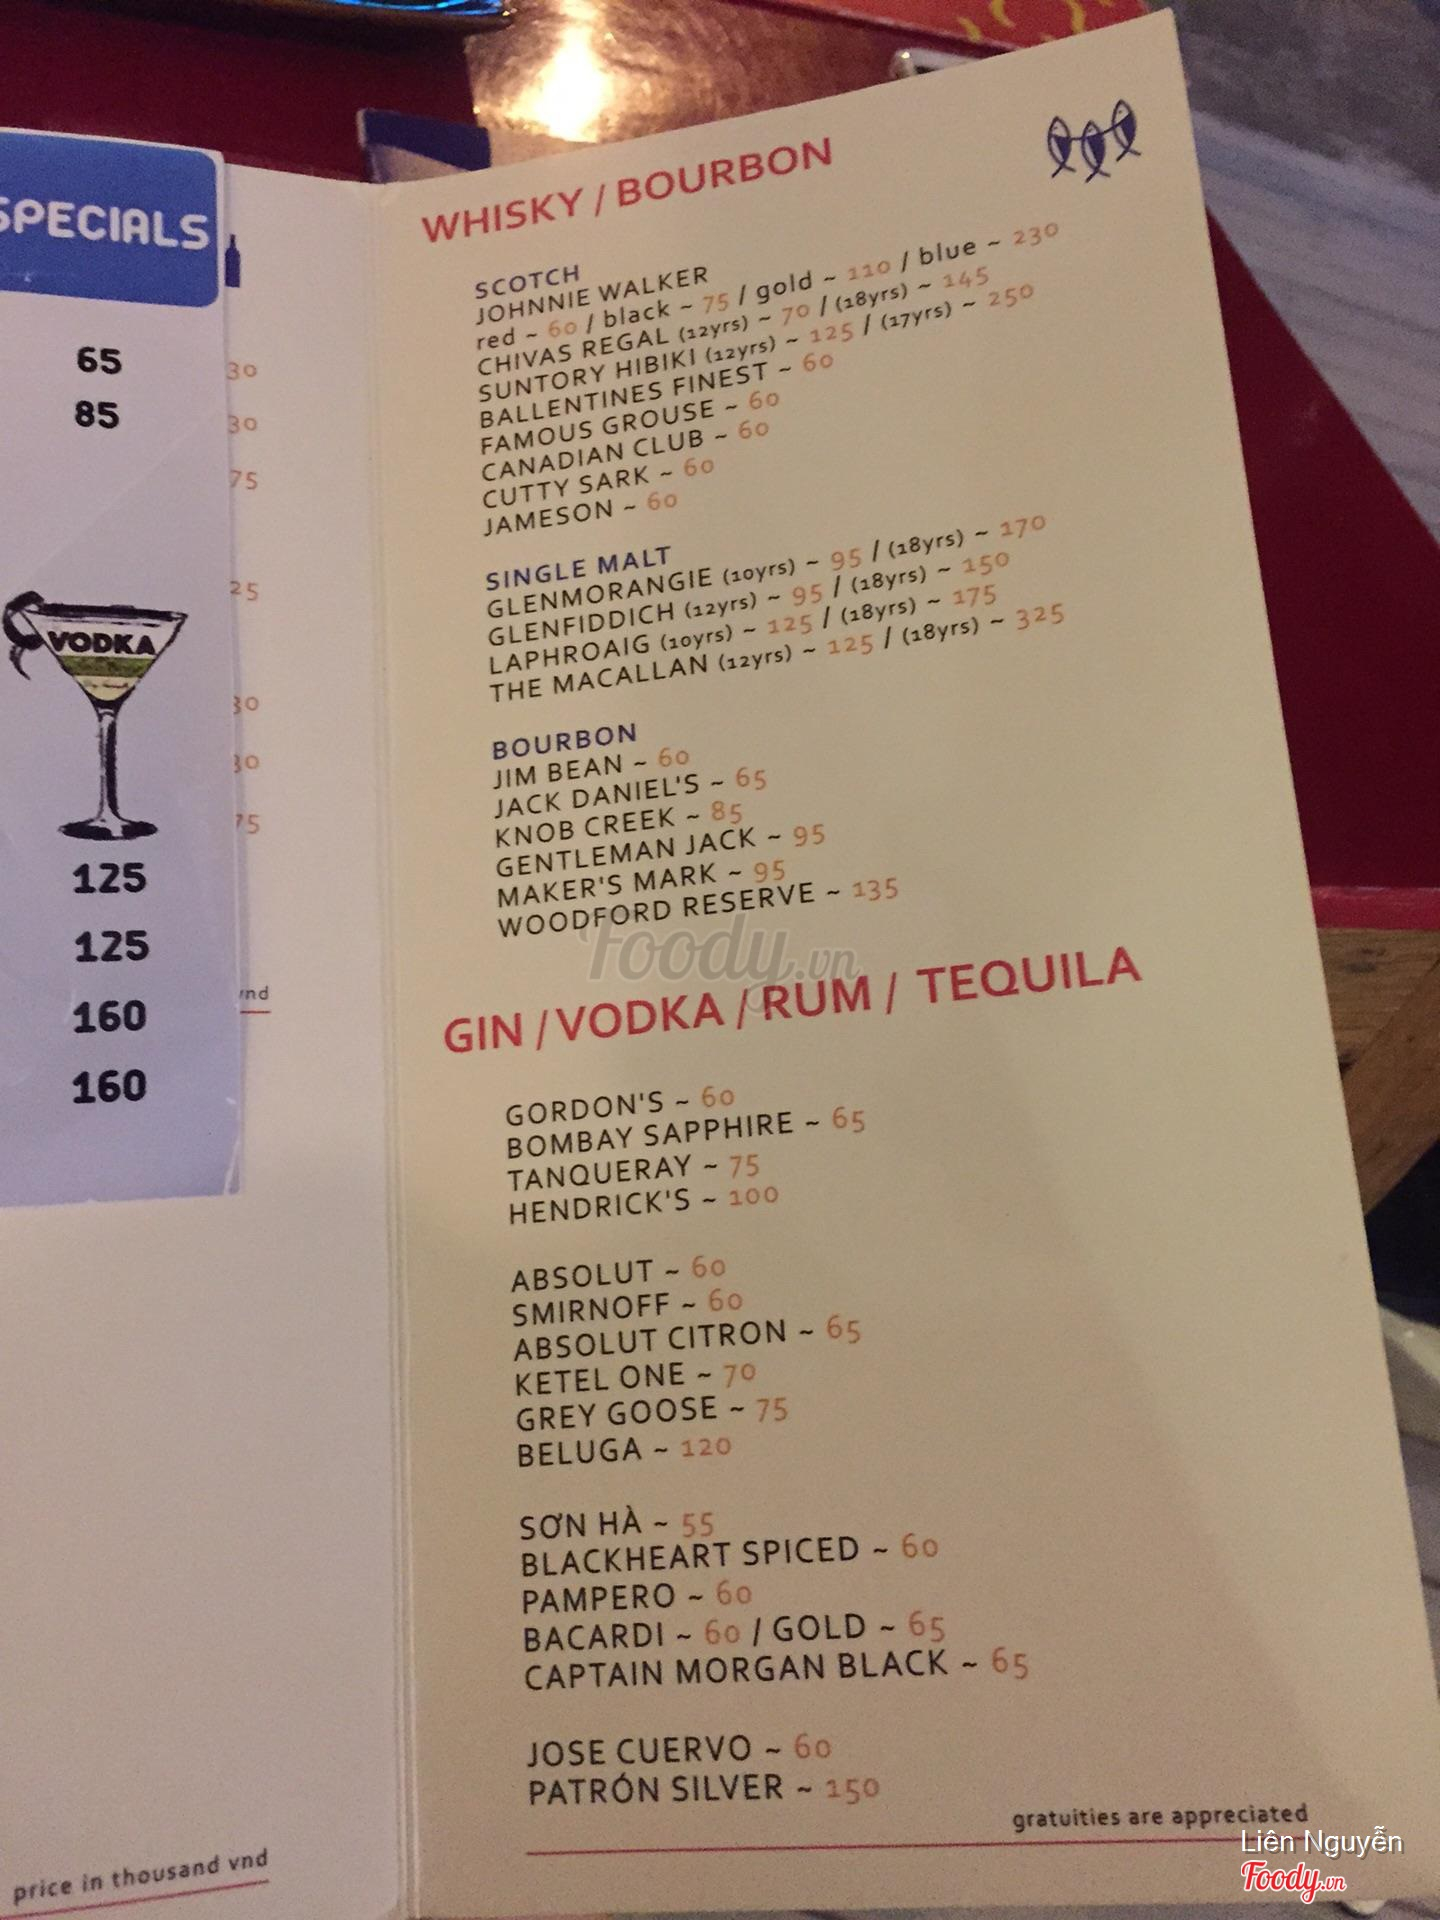 SPECIALS
65
85
VODKA
125
125
160
160
30
30
75
25
30
30
75
vnd
price in thousand vnd
WHISKY / BOURBON
SCOTCH
JOHNNIE WALKER
red ~ 60 / black ~ 75 / gold ~ 110 / blue ~ 230
CHIVAS REGAL (12yrs) ~ 70 / (18yrs) ~ 145
SUNTORY HIBIKI (12yrs) ~ 125 / (17yrs) ~ 250
BALLENTINES FINEST ~ 60
FAMOUS GROUSE ~ 60
CANADIAN CLUB ~ 60
CUTTY SARK ~ 60
JAMESON ~ 60
SINGLE MALT
GLENMORANGIE (10yrs) ~ 95 / (18yrs) ~ 170
GLENFIDDICH (12yrs) ~ 95 / (18yrs) ~ 150
LAPHROAIG (10yrs) ~ 125 / (18yrs) ~ 175
THE MACALLAN (12yrs) ~ 125 / (18yrs) ~ 325
BOURBON
JIM BEAN ~ 60
JACK DANIEL'S ~ 65
KNOB CREEK ~ 85
GENTLEMAN JACK ~ 95
MAKER'S MARK ~ 95
WOODFORD RESERVE ~ 135
Foody.vn
GIN / VODKA / RUM / TEQUILA
GORDON'S ~ 60
BOMBAY SAPPHIRE ~ 65
TANQUERAY ~ 75
HENDRICK'S ~ 100
ABSOLUT ~ 60
SMIRNOFF ~ 60
ABSOLUT CITRON ~ 65
KETEL ONE ~ 70
GREY GOOSE ~ 75
BELUGA ~ 120
SƠN HÀ ~ 55
BLACKHEART SPICED ~ 60
PAMPERO ~ 60
BACARDI ~ 60 / GOLD ~ 65
CAPTAIN MORGAN BLACK ~ 65
JOSE CUERVO ~ 60
PATRÓN SILVER ~ 150
gratuities are appreciated
Liên Nguyễn
Foody.vn